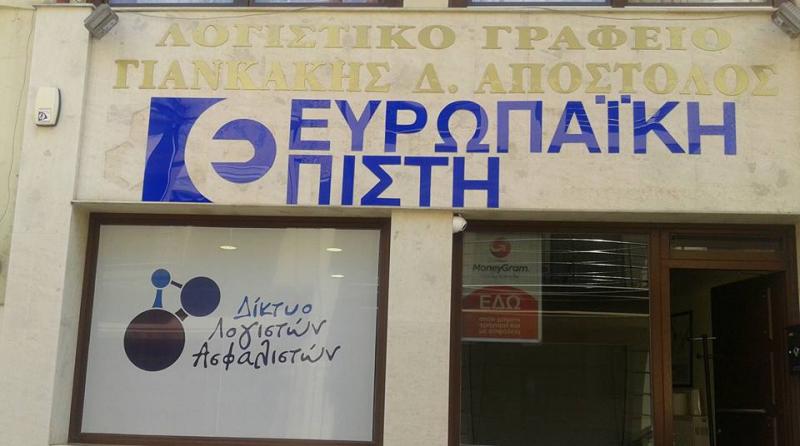 ΛΟΓΙΣΤΙΚΟ ΓΡΑΦΕΙΟ
ΓΙΑΝΚΑΚΗΣ Δ. ΑΠΟΣΤΟΛΟΣ
ΕΥΡΩΠΑΪΚΗ
ΠΙΣΤΗ
Δίκτυο
Λογιστών
Ασφαλιστών
MoneyGram.
ΕΔΩ